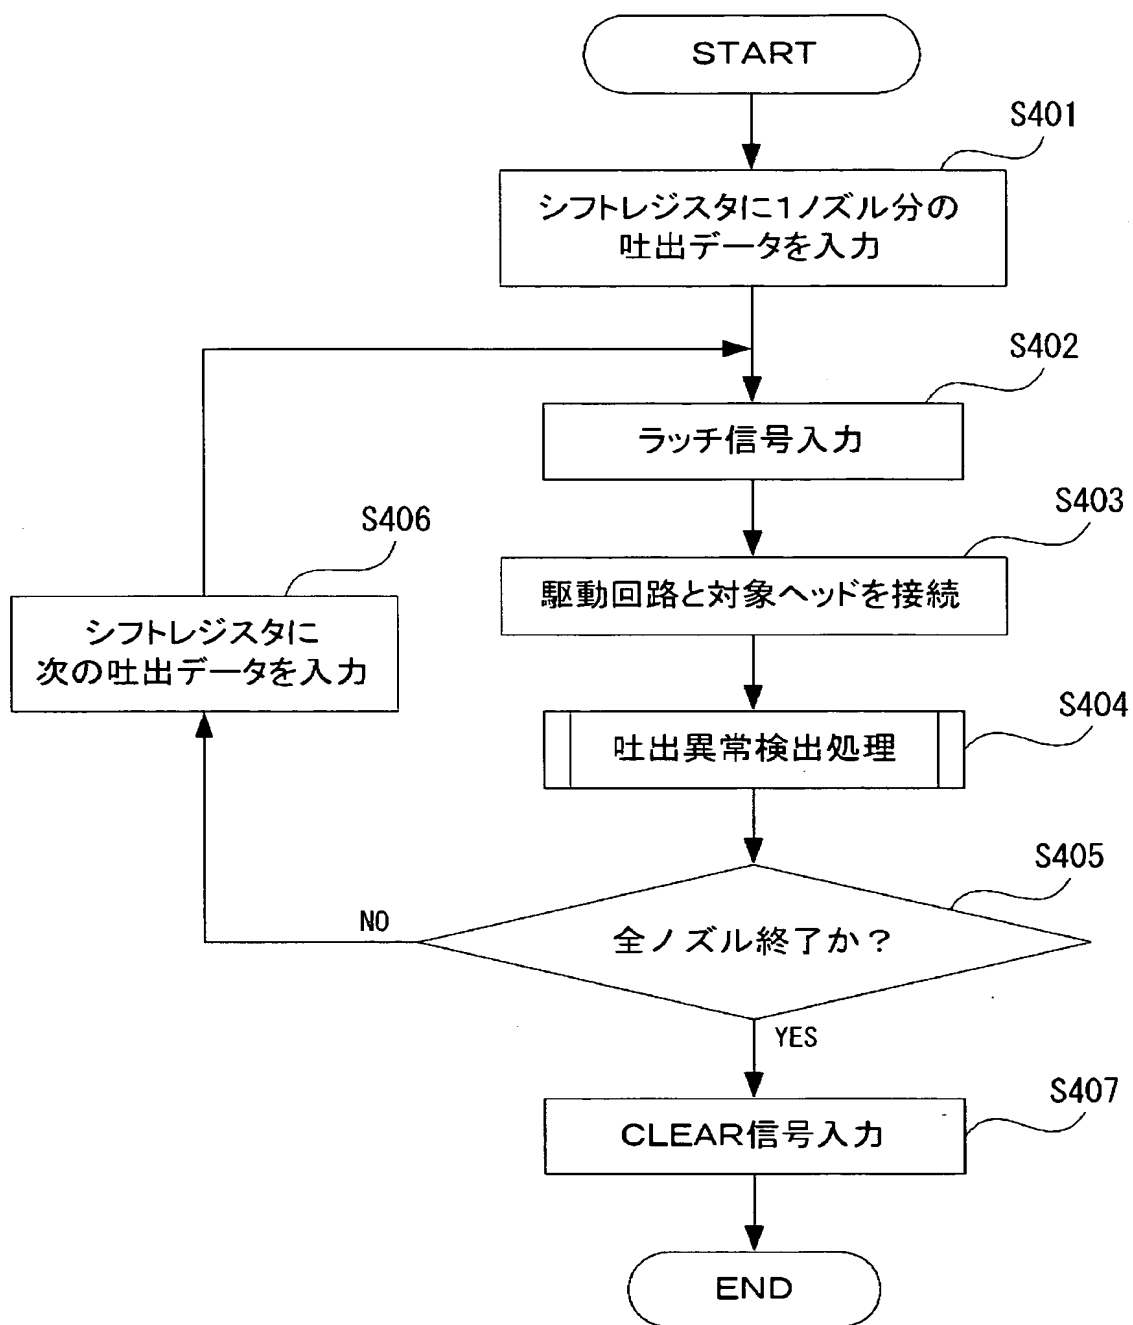 START
S401
シフトレジスタに1ノズル分の
吐出データを入力
S402
ラッチ信号入力
S403
駆動回路と対象ヘッドを接続
S406
シフトレジスタに
次の吐出データを入力
S404
吐出異常検出処理
S405
全ノズル終了か?
NO
YES
S407
CLEAR信号入力
END